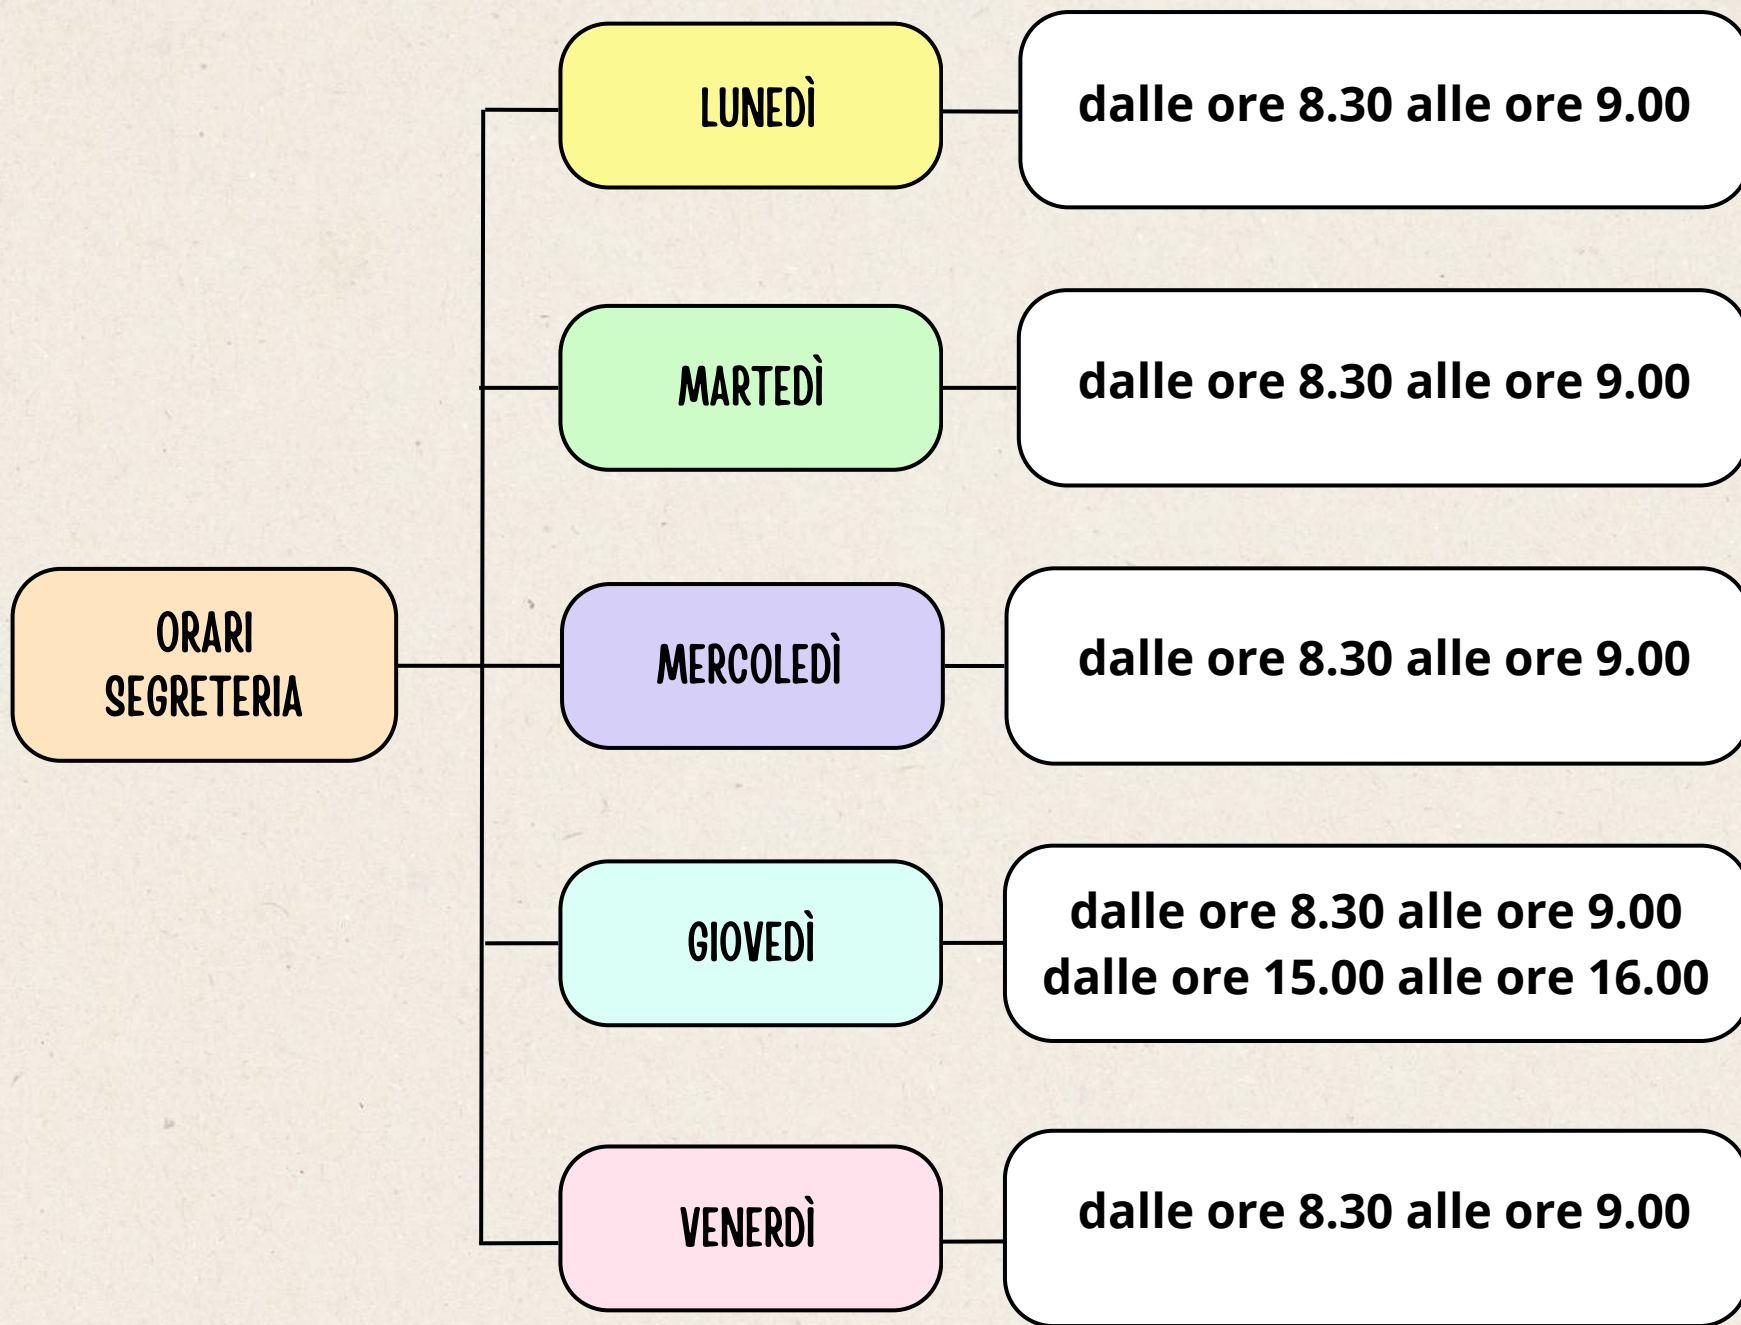 ORARI
SEGRETERIA
LUNEDÌ
dalle ore 8.30 alle ore 9.00
MARTEDÌ
dalle ore 8.30 alle ore 9.00
MERCOLEDÌ
dalle ore 8.30 alle ore 9.00
GIOVEDÌ
dalle ore 8.30 alle ore 9.00
dalle ore 15.00 alle ore 16.00
VENERDÌ
dalle ore 8.30 alle ore 9.00